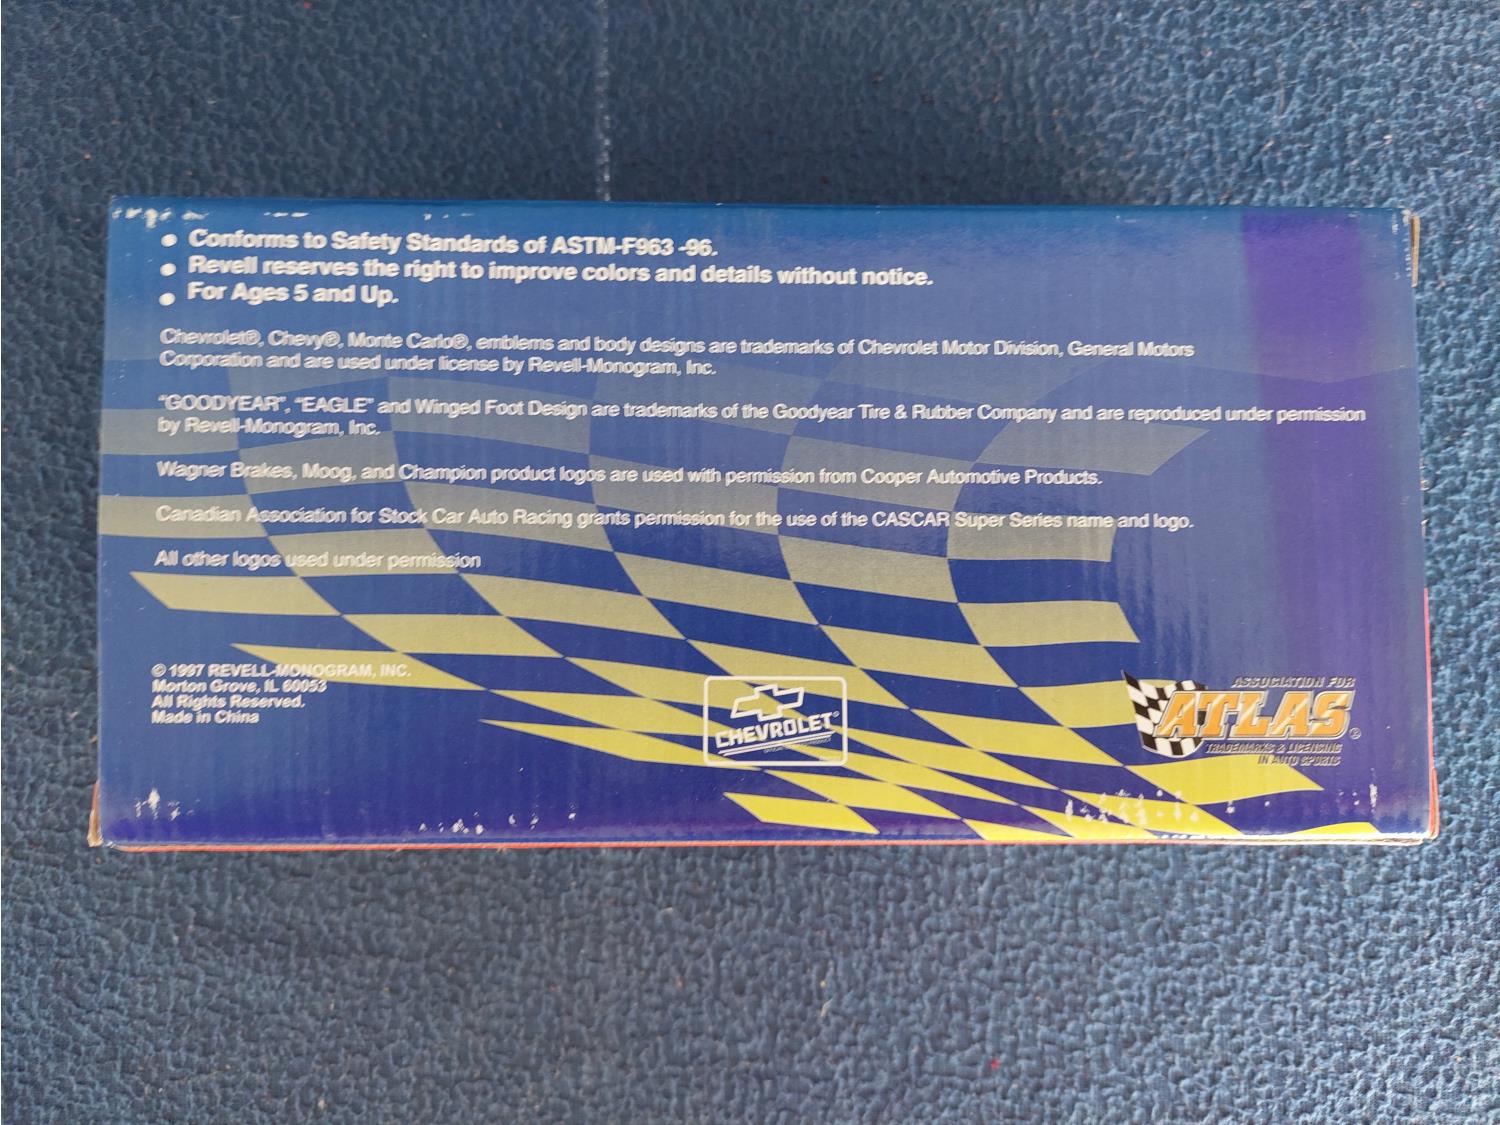 • Conforms to Safety Standards of ASTM-F963 -96.
• Revell reserves the right to improve colors and details without notice.
• For Ages 5 and Up.
Chevrolet®, Chevy®, Monte Carlo®, emblems and body designs are trademarks of Chevrolet Motor Division, General Motors
Corporation and are used under license by Revell-Monogram, Inc.
"GOODYEAR", "EAGLE" and Winged Foot Design are trademarks of the Goodyear Tire & Rubber Company and are reproduced under permission
by Revell-Monogram, Inc.
Wagner Brakes, Moog, and Champion product logos are used with permission from Cooper Automotive Products.
Canadian Association for Stock Car Auto Racing grants permission for the use of the CASCAR Super Series name and logo.
All other logos used under permission
© 1997 REVELL-MONOGRAM, INC.
Morton Grove, IL 60053
All Rights Reserved.
Made in China
CHEVROLET®
ASSOCIATION FOR
ATLAS®
TRADEMARKS & LICENSING
IN AUTO SPORTS